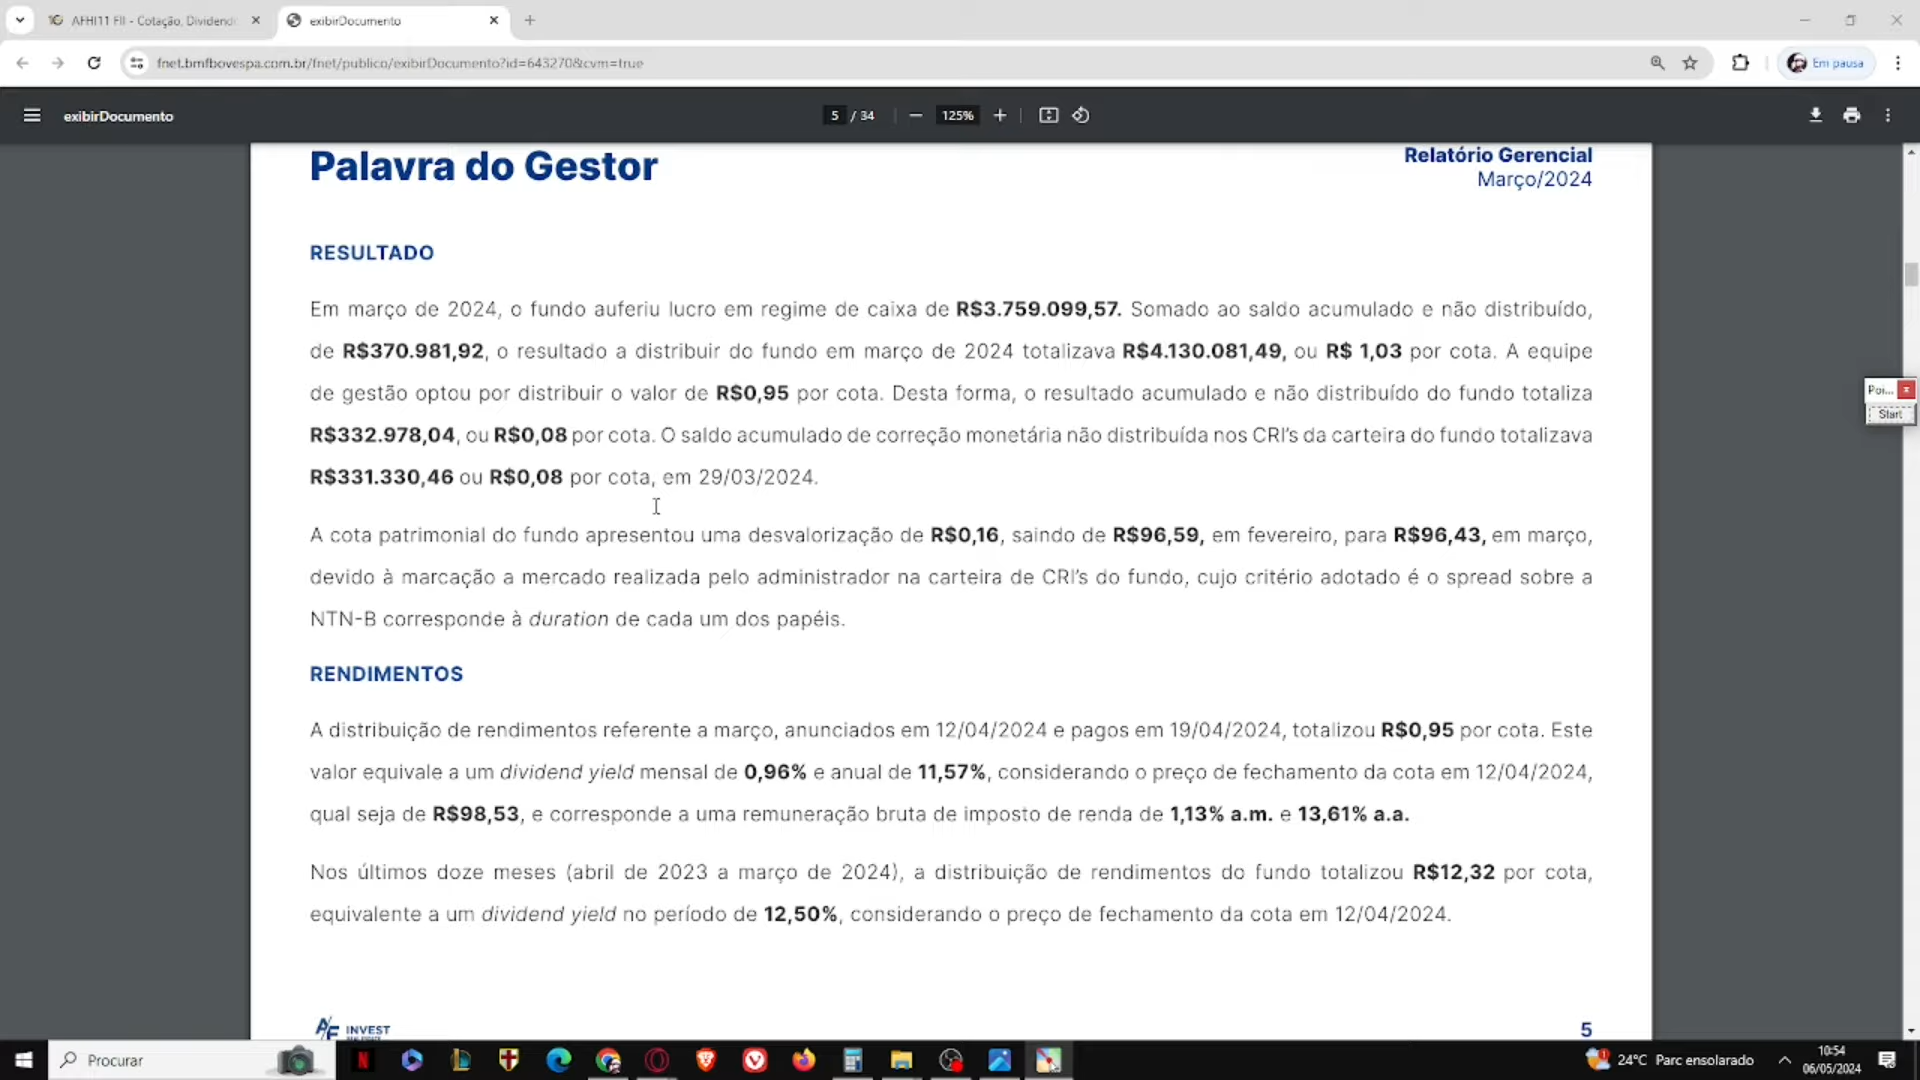 AFHI11 FII - Cotação, Dividend
exibirDocumento
fnet.bmfbovespa.com.br/fnet/publico/exibirDocumento?id=643270&cvm=true
Em pausa
exibirDocumento
5 / 34
125%
Palavra do Gestor
Relatório Gerencial
Março/2024
RESULTADO
Em março de 2024, o fundo auferiu lucro em regime de caixa de R$3.759.099,57. Somado ao saldo acumulado e não distribuído,
de R$370.981,92, o resultado a distribuir do fundo em março de 2024 totalizava R$4.130.081,49, ou R$ 1,03 por cota. A equipe
de gestão optou por distribuir o valor de R$0,95 por cota. Desta forma, o resultado acumulado e não distribuído do fundo totaliza
R$332.978,04, ou R$0,08 por cota. O saldo acumulado de correção monetária não distribuída nos CRI's da carteira do fundo totalizava
R$331.330,46 ou R$0,08 por cota, em 29/03/2024.
A cota patrimonial do fundo apresentou uma desvalorização de R$0,16, saindo de R$96,59, em fevereiro, para R$96,43, em março,
devido à marcação a mercado realizada pelo administrador na carteira de CRI's do fundo, cujo critério adotado é o spread sobre a
NTN-B corresponde à duration de cada um dos papéis.
RENDIMENTOS
A distribuição de rendimentos referente a março, anunciados em 12/04/2024 e pagos em 19/04/2024, totalizou R$0,95 por cota. Este
valor equivale a um dividend yield mensal de 0,96% e anual de 11,57%, considerando o preço de fechamento da cota em 12/04/2024,
qual seja de R$98,53, e corresponde a uma remuneração bruta de imposto de renda de 1,13% a.m. e 13,61% a.a.
Nos últimos doze meses (abril de 2023 a março de 2024), a distribuição de rendimentos do fundo totalizou R$12,32 por cota,
equivalente a um dividend yield no período de 12,50%, considerando o preço de fechamento da cota em 12/04/2024.
AF INVEST
5
Poi...
Start
Procurar
24°C Parc ensolarado
10:54
06/05/2024